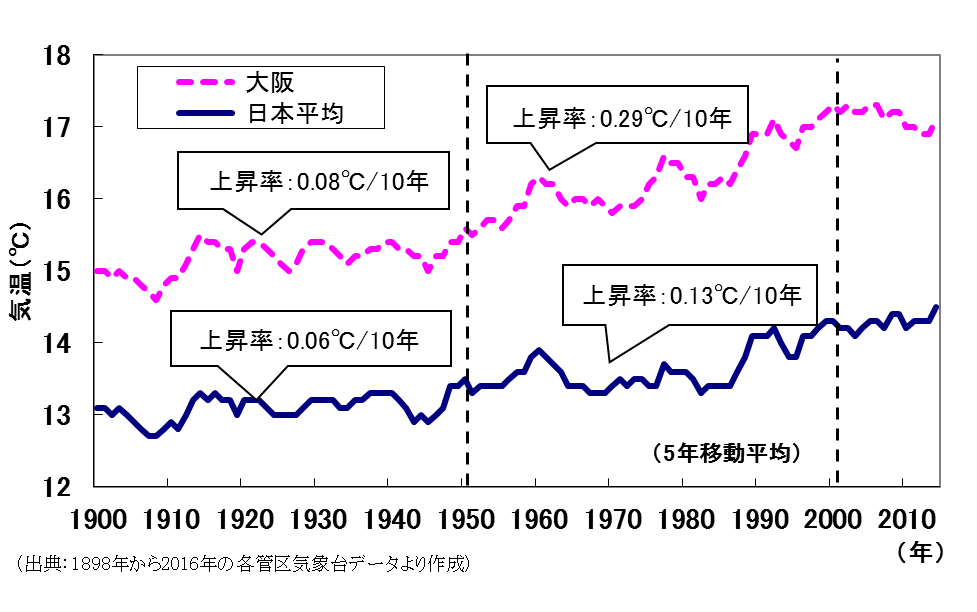 18
17
16
15
14
13
12
気温(℃)
大阪
日本平均
上昇率：0.29℃/10年
上昇率：0.08℃/10年
上昇率：0.13℃/10年
上昇率：0.06℃/10年
（5年移動平均）
1900 1910 1920 1930 1940 1950 1960 1970 1980 1990 2000 2010
（年）
（出典：1898年から2016年の各管区気象台データより作成）